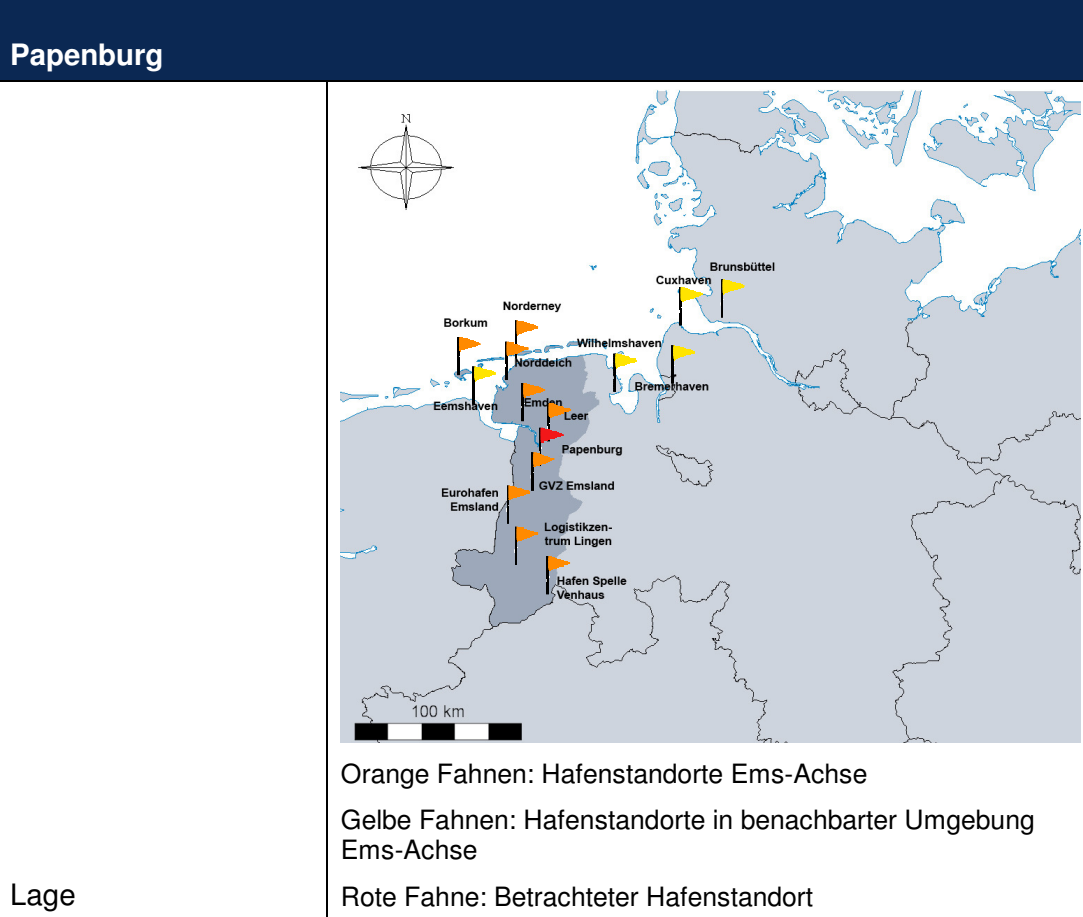 Papenburg
N
Brunsbüttel
Cuxhaven
Norderney
Borkum
Wilhelmshaven
Norddeich
Bremerhaven
Eemshaven
Emden
Leer
Papenburg
GVZ Emsland
Eurohafen
Emsland
Logistikzen-
trum Lingen
Hafen Spelle
Venhaus
100 km
Orange Fahnen: Hafenstandorte Ems-Achse
Gelbe Fahnen: Hafenstandorte in benachbarter Umgebung
Ems-Achse
Lage
Rote Fahne: Betrachteter Hafenstandort